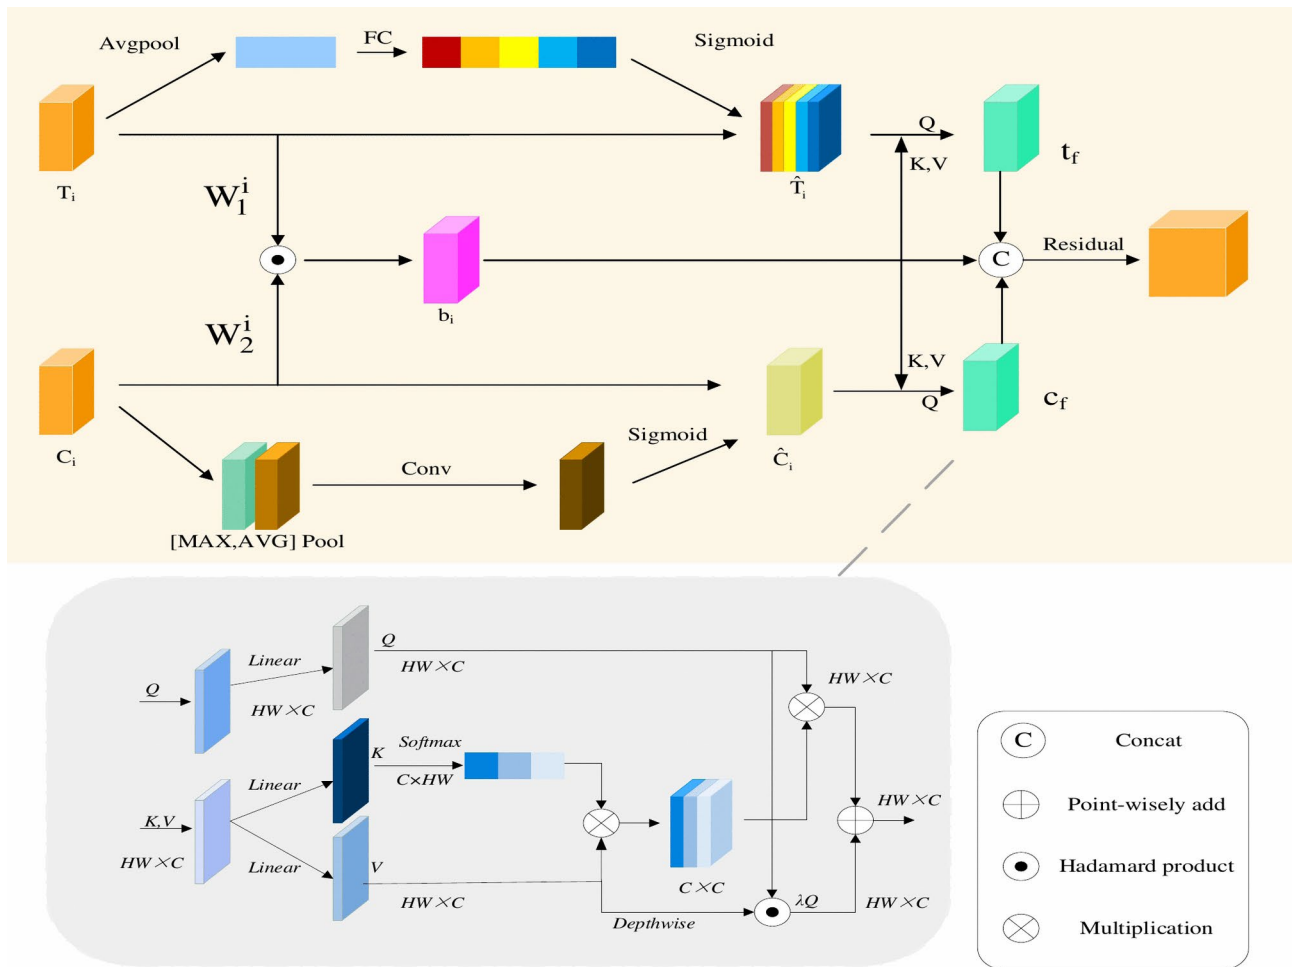 Avgpool
FC
Sigmoid
T_i
W_1^i
T̂_i
Q
K,V
t_f
b_i
C
Residual
W_2^i
C_i
K,V
Q
c_f
Ĉ_i
Sigmoid
Conv
[MAX,AVG] Pool
Q
Linear
HW×C
Q
HW×C
K
Softmax
C×HW
K,V
HW×C
Linear
Linear
V
HW×C
C×C
Depthwise
λQ
HW×C
HW×C
HW×C
C Concat
Point-wisely add
Hadamard product
Multiplication